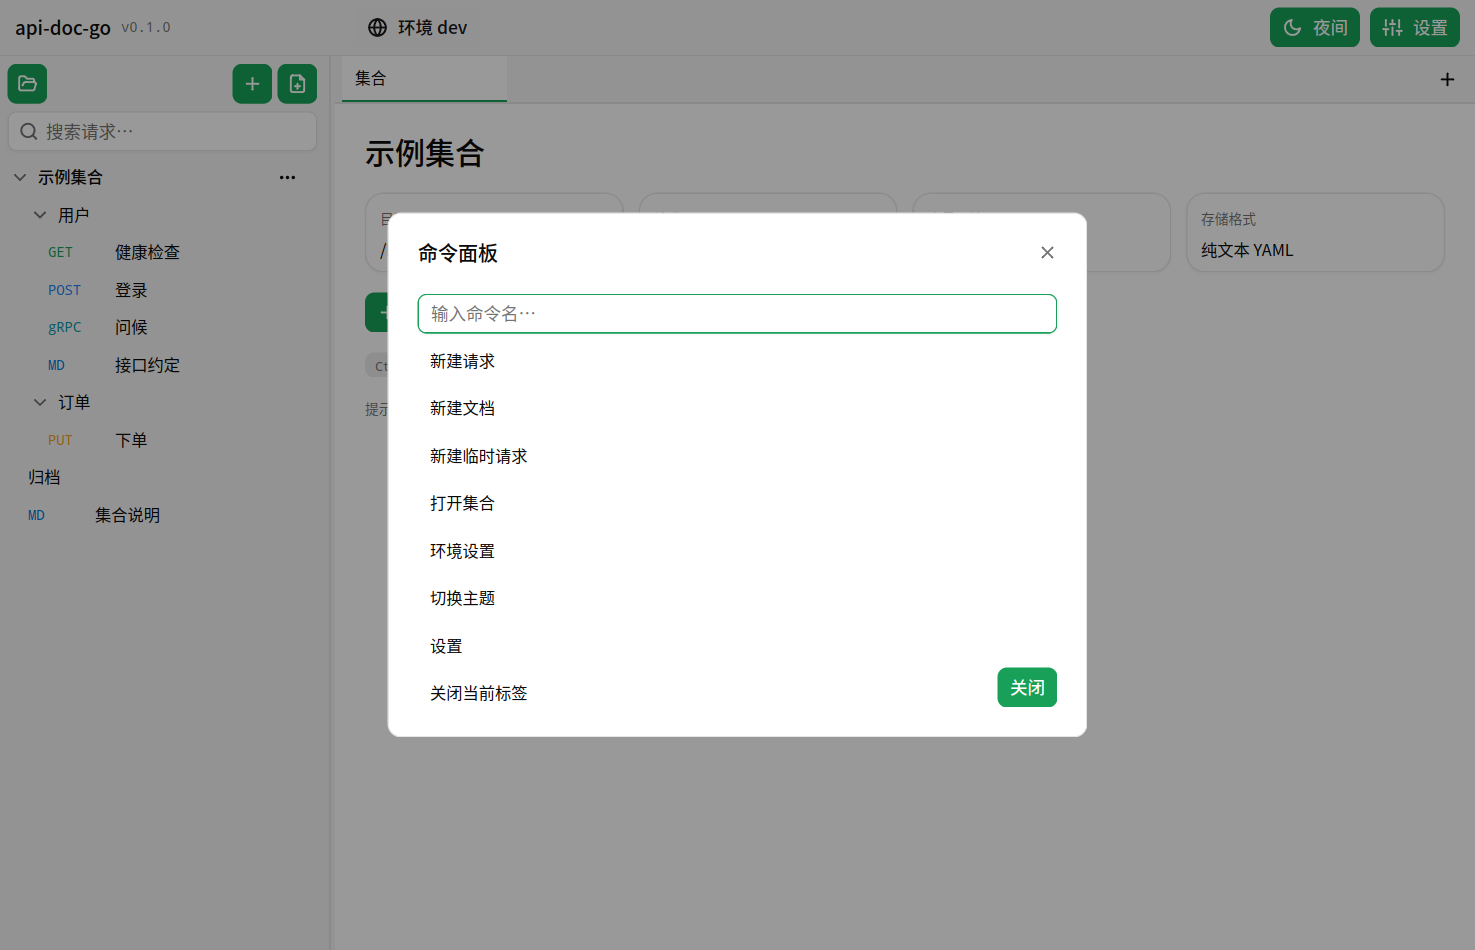 api-doc-go v0.1.0
环境 dev
夜间
设置
搜索请求…
示例集合
用户
GET 健康检查
POST 登录
gRPC 问候
MD 接口约定
订单
PUT 下单
归档
MD 集合说明
集合
示例集合
存储格式
/
纯文本 YAML
提示
命令面板
输入命令名…
新建请求
新建文档
新建临时请求
打开集合
环境设置
切换主题
设置
关闭当前标签
关闭